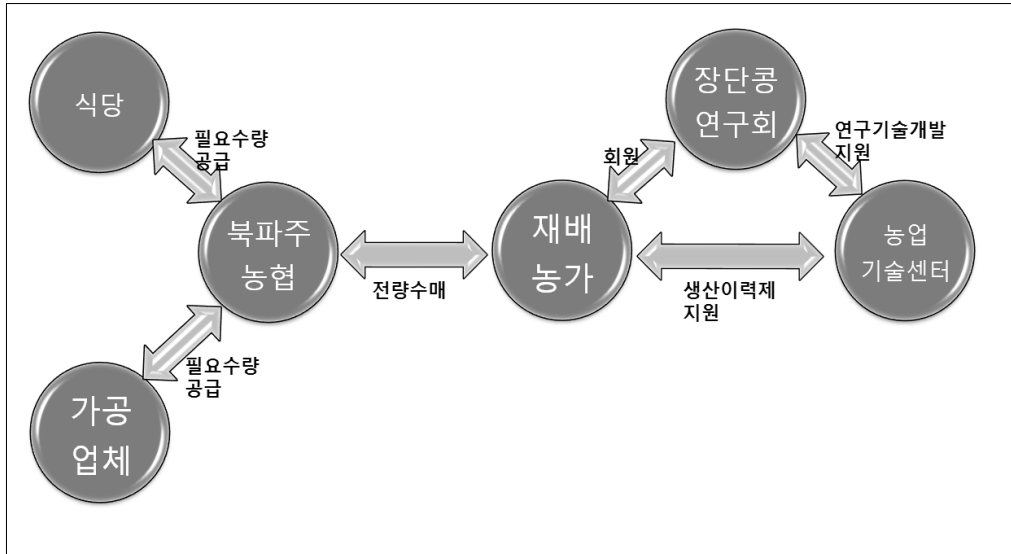 식당
필요수량
공급
북파주
농협
필요수량
공급
가공
업체
전량수매
재배
농가
회원
장단콩
연구회
연구기술개발
지원
생산이력제
지원
농업
기술센터